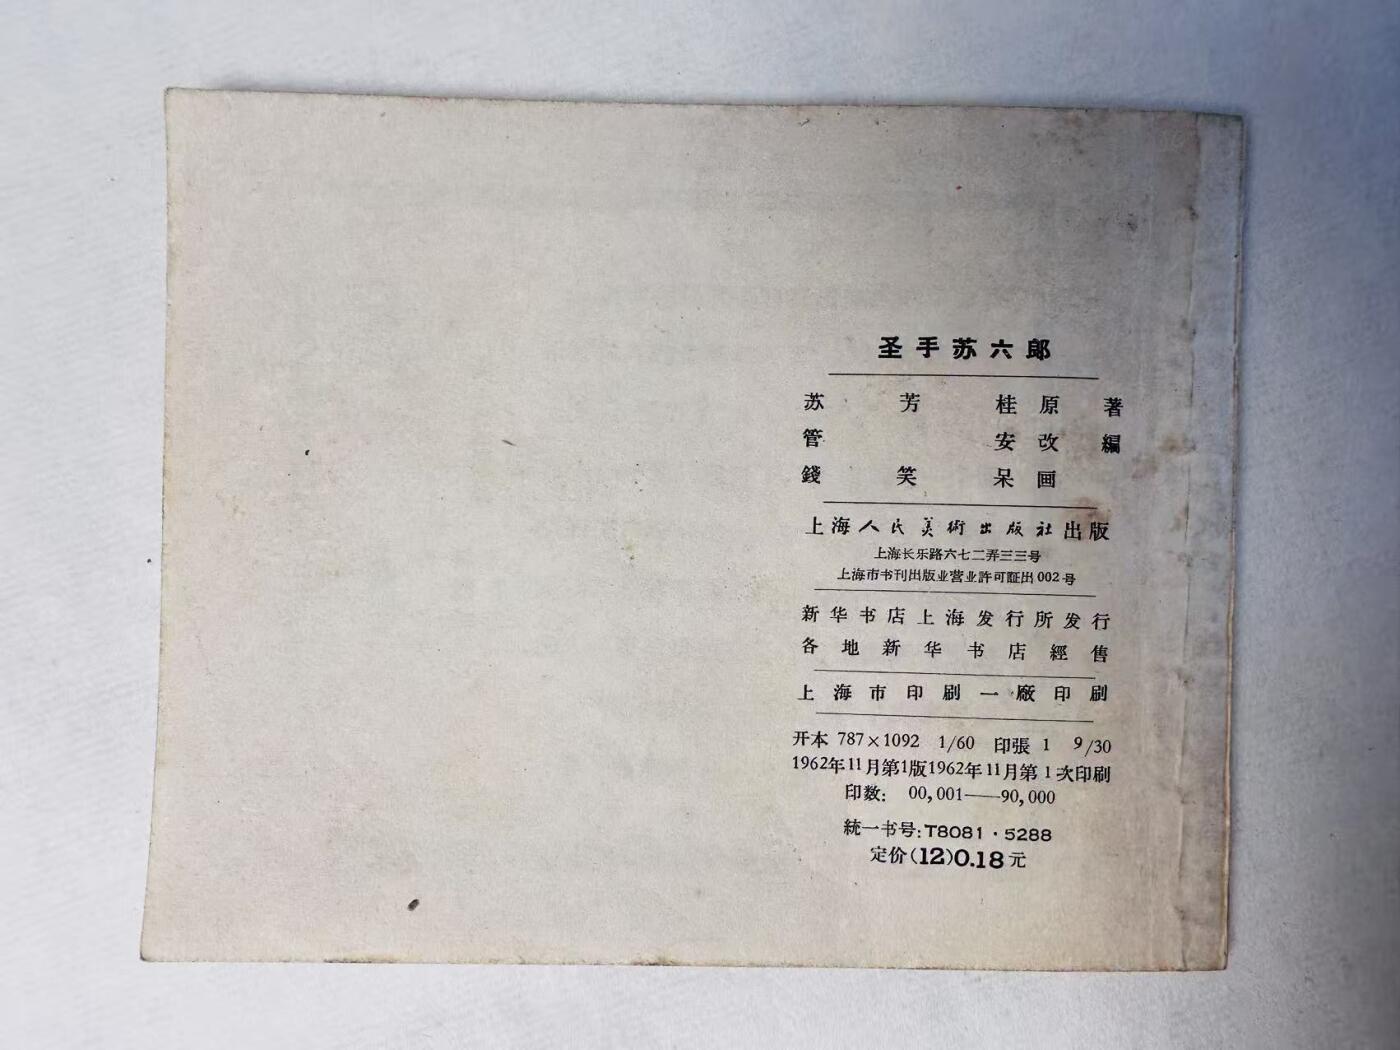 圣手苏六郎
苏芳桂原著
管安改編
錢笑呆画
上海人民美術出版社出版
上海长乐路六七二弄三三号
上海市书刊出版业营业許可証出002号
新华书店上海发行所发行
各地新华书店經售
上海市印刷一廠印刷
开本 787×1092 1/60 印張 1 9/30
1962年11月第1版1962年11月第1次印刷
印数: 00,001——90,000
統一书号:T8081·5288
定价(12)0.18元